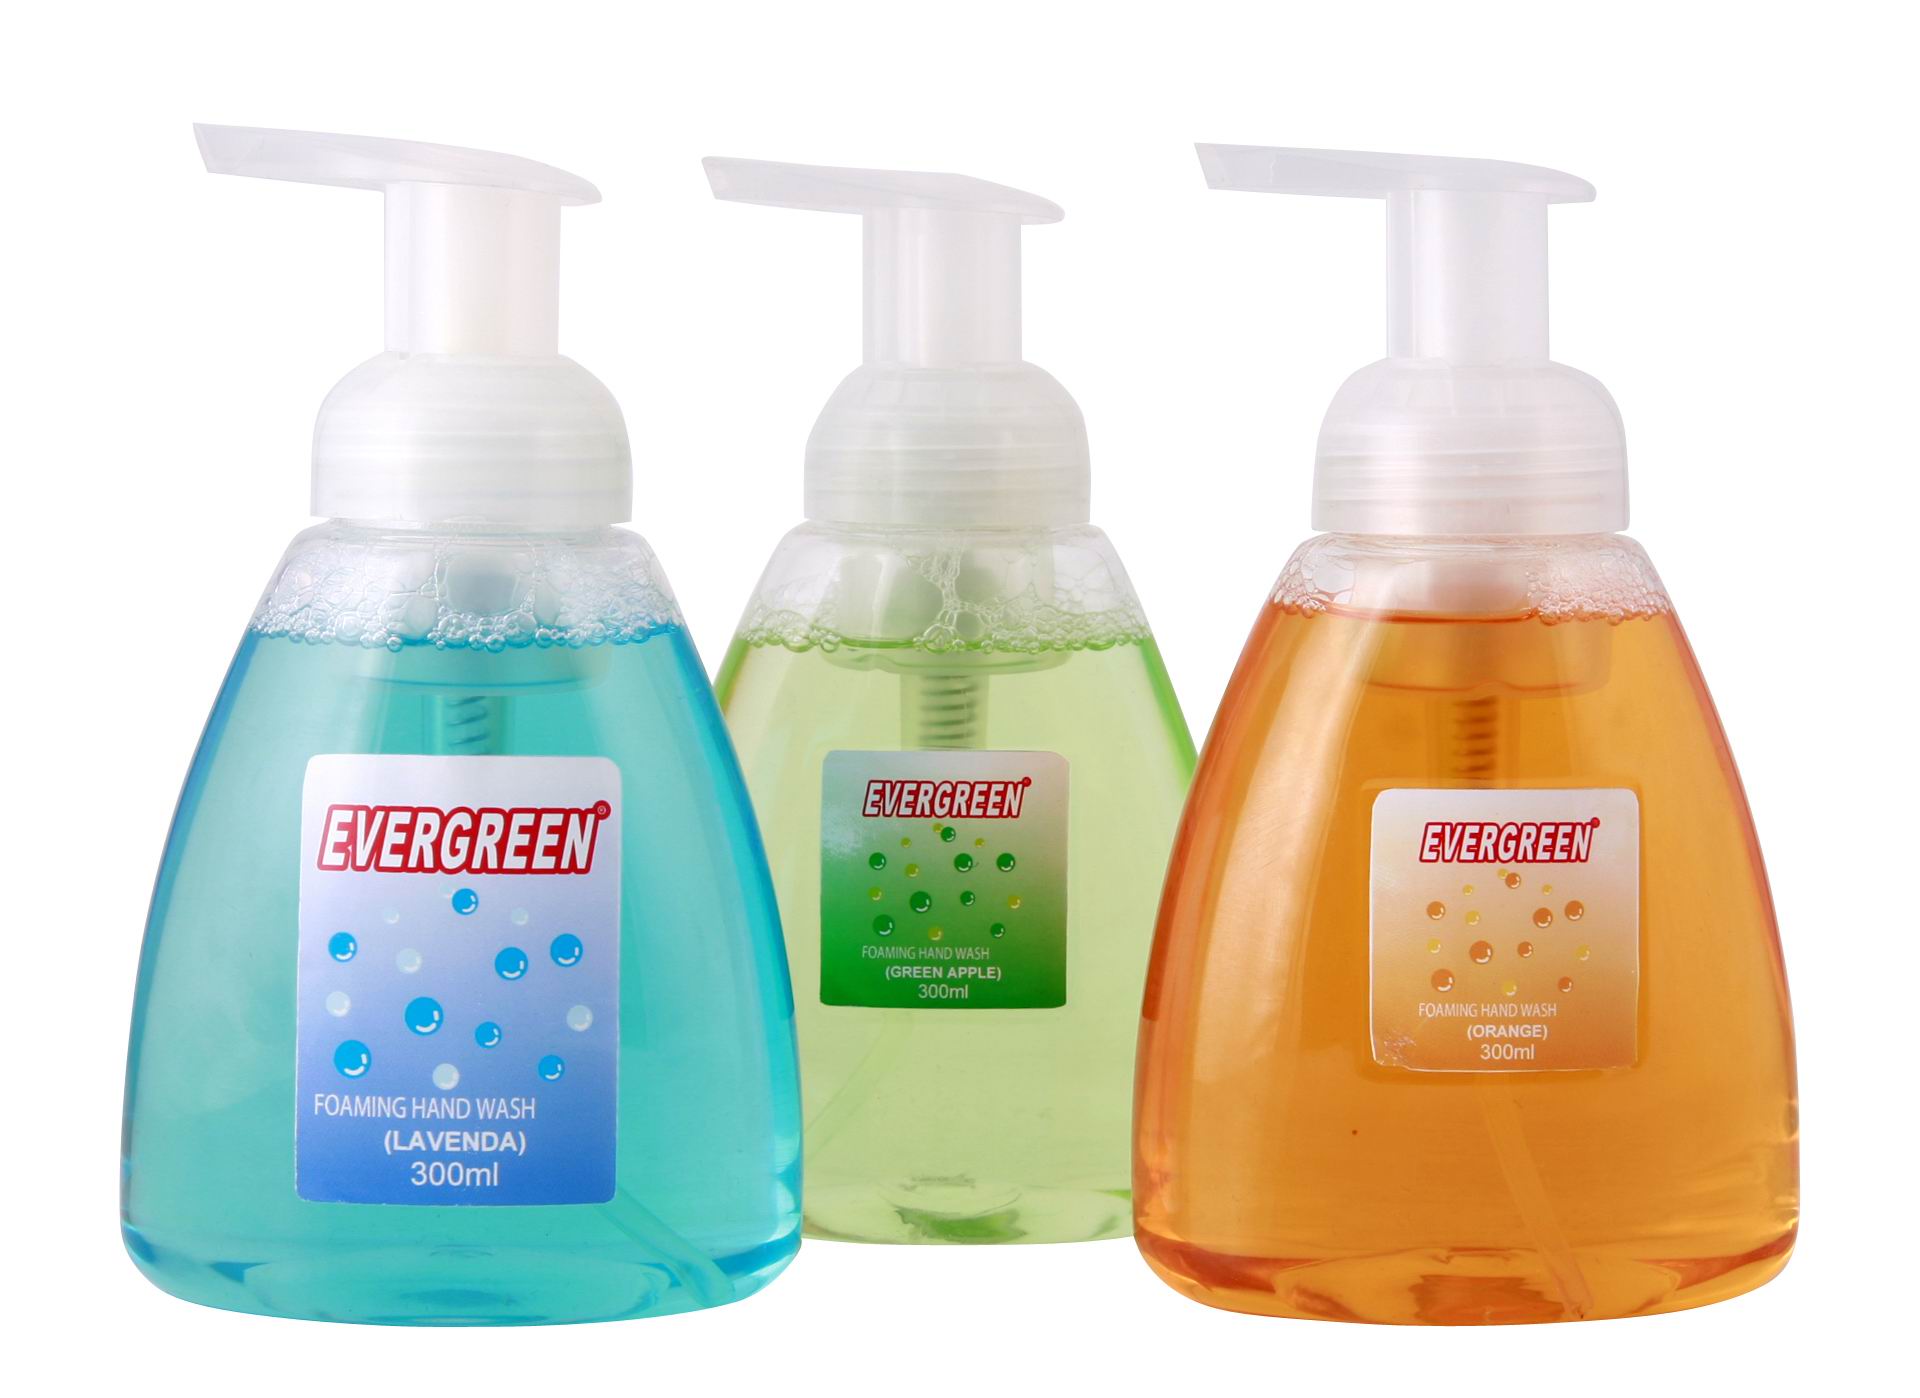 EVERGREEN®
FOAMING HAND WASH
(LAVENDA)
300ml
EVERGREEN®
FOAMING HAND WASH
(GREEN APPLE)
300ml
EVERGREEN®
FOAMING HAND WASH
(ORANGE)
300ml